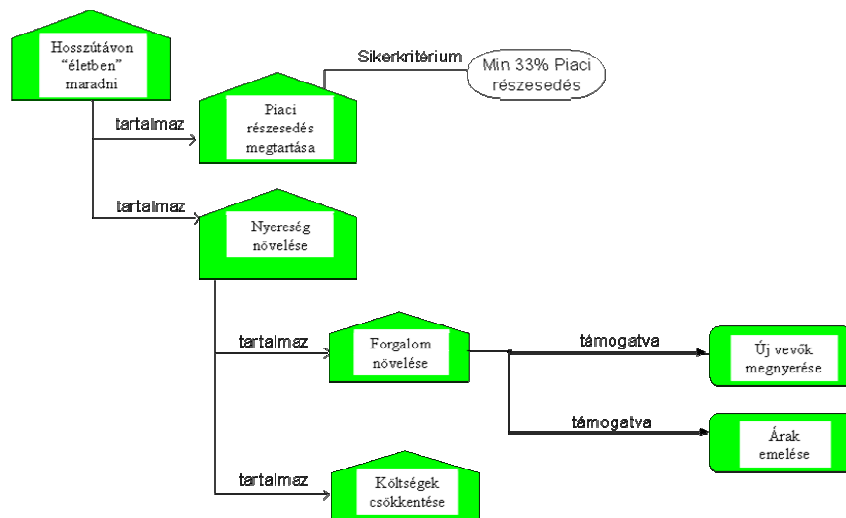 Hosszútávon
"életben"
maradni
Sikerkritérium
Min 33% Piaci
részesedés
tartalmaz
Piaci
részesedés
megtartása
tartalmaz
Nyereség
növelése
tartalmaz
Forgalom
növelése
támogatva
Új vevők
megnyerése
támogatva
Árak
emelése
tartalmaz
Költségek
csökkentése